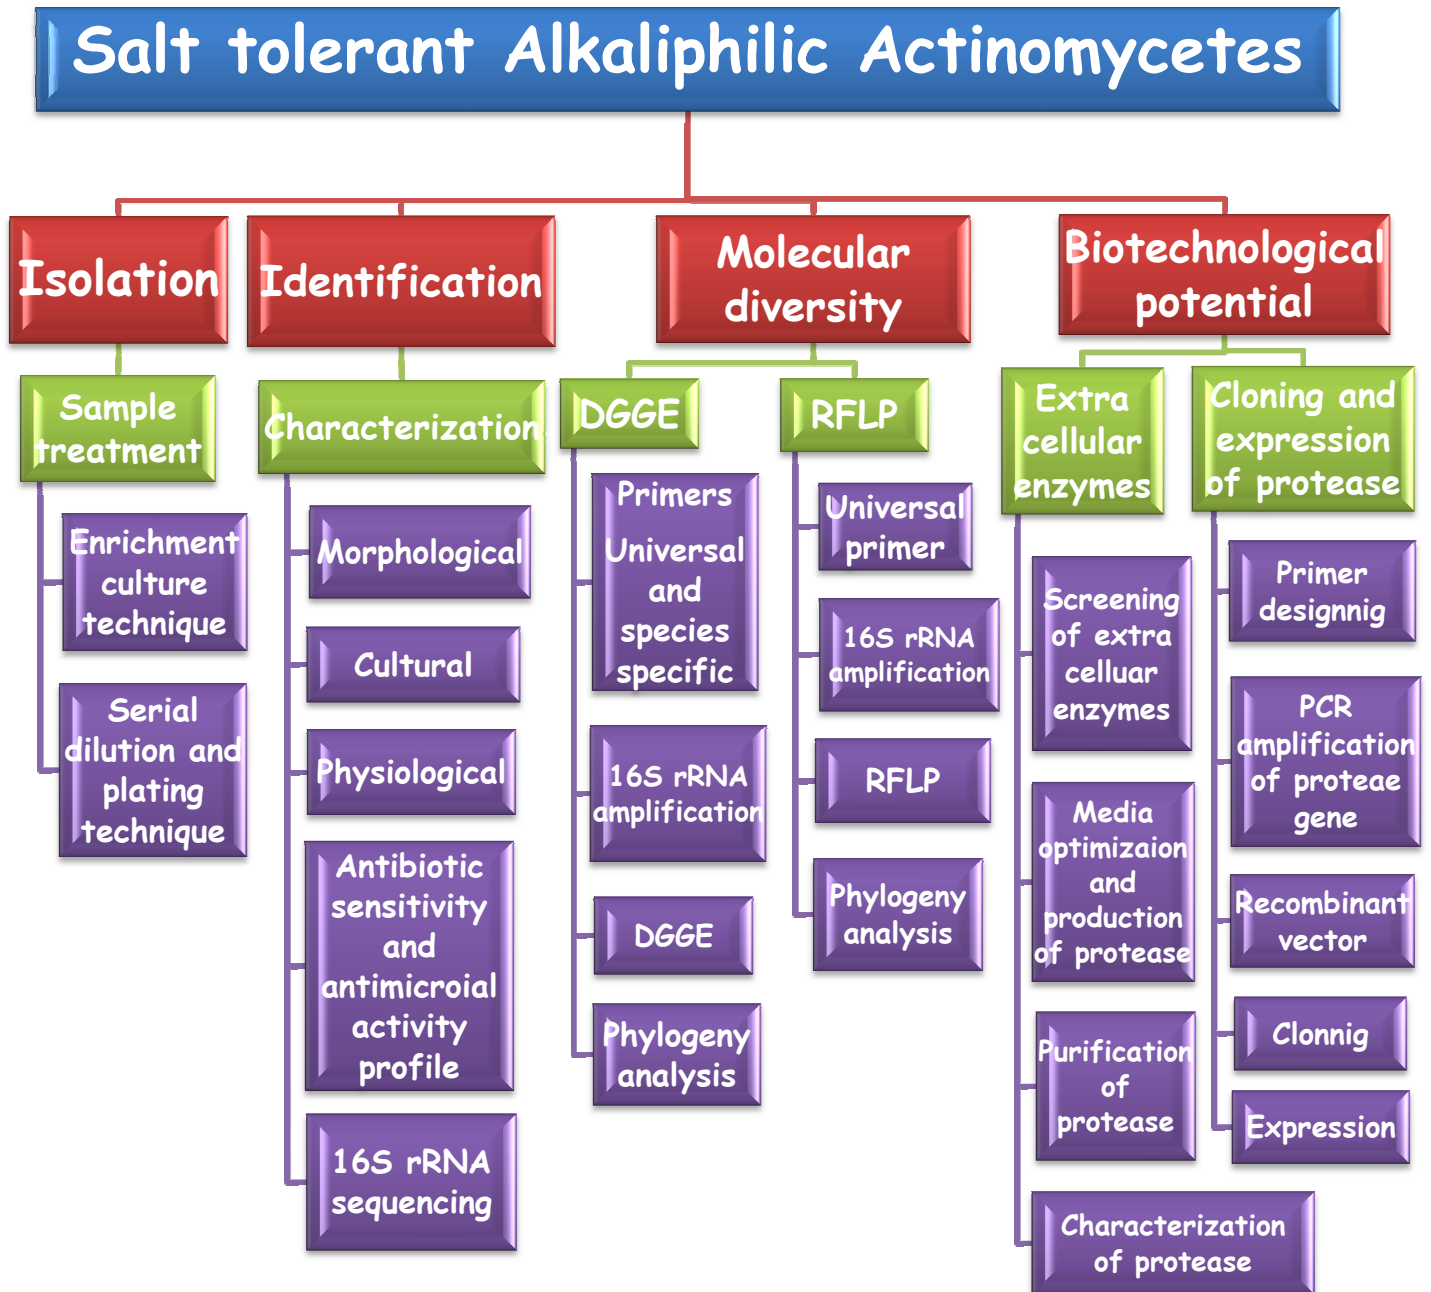 Salt tolerant Alkaliphilic Actinomycetes
Isolation
Sample
treatment
Enrichment
culture
technique
Serial
dilution and
plating
technique
Identification
Characterization
Morphological
Cultural
Physiological
Antibiotic
sensitivity
and
antimicroial
activity
profile
16S rRNA
sequencing
Molecular
diversity
DGGE
Primers
Universal
and
species
specific
16S rRNA
amplification
DGGE
Phylogeny
analysis
RFLP
Universal
primer
16S rRNA
amplification
RFLP
Phylogeny
analysis
Biotechnological
potential
Extra
cellular
enzymes
Screening
of extra
celluar
enzymes
Media
optimizaion
and
production
of protease
Purification
of
protease
Characterization
of protease
Cloning and
expression
of protease
Primer
designnig
PCR
amplification
of proteae
gene
Recombinant
vector
Clonnig
Expression